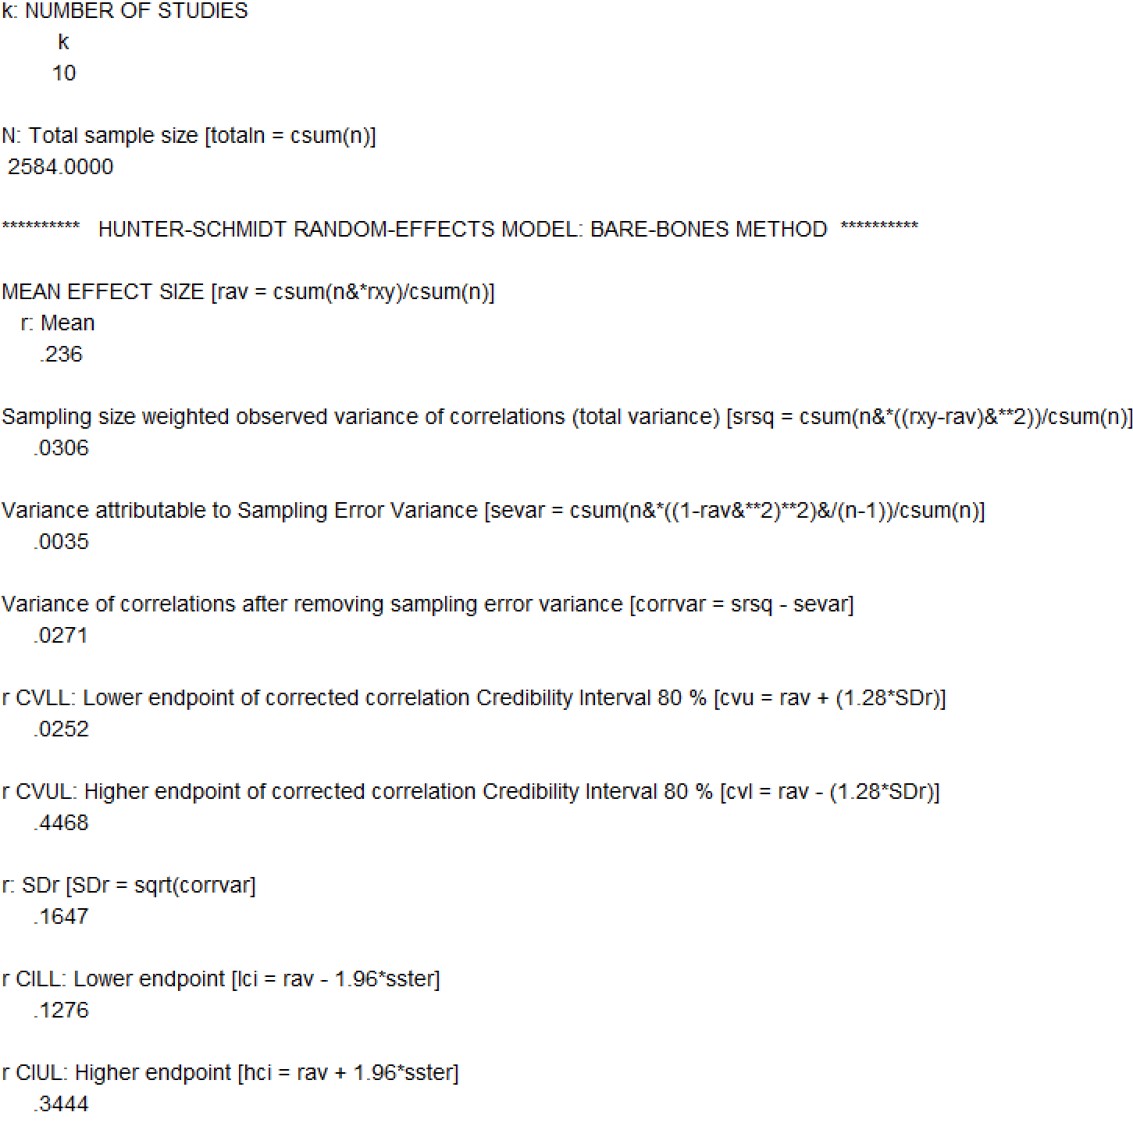 k: NUMBER OF STUDIES
k
10
N: Total sample size [totaln = csum(n)]
2584.0000
********** HUNTER-SCHMIDT RANDOM-EFFECTS MODEL: BARE-BONES METHOD **********
MEAN EFFECT SIZE [rav = csum(n&*rxy)/csum(n)]
r: Mean
.236
Sampling size weighted observed variance of correlations (total variance) [srsq = csum(n&*((rxy-rav)&**2))/csum(n)]
.0306
Variance attributable to Sampling Error Variance [sevar = csum(n&*((1-rav&**2)**2)&/(n-1))/csum(n)]
.0035
Variance of correlations after removing sampling error variance [corrvar = srsq - sevar]
.0271
r CVLL: Lower endpoint of corrected correlation Credibility Interval 80 % [cvu = rav + (1.28*SDr)]
.0252
r CVUL: Higher endpoint of corrected correlation Credibility Interval 80 % [cvl = rav - (1.28*SDr)]
.4468
r: SDr [SDr = sqrt(corrvar]
.1647
r CILL: Lower endpoint [lci = rav - 1.96*sster]
.1276
r CIUL: Higher endpoint [hci = rav + 1.96*sster]
.3444